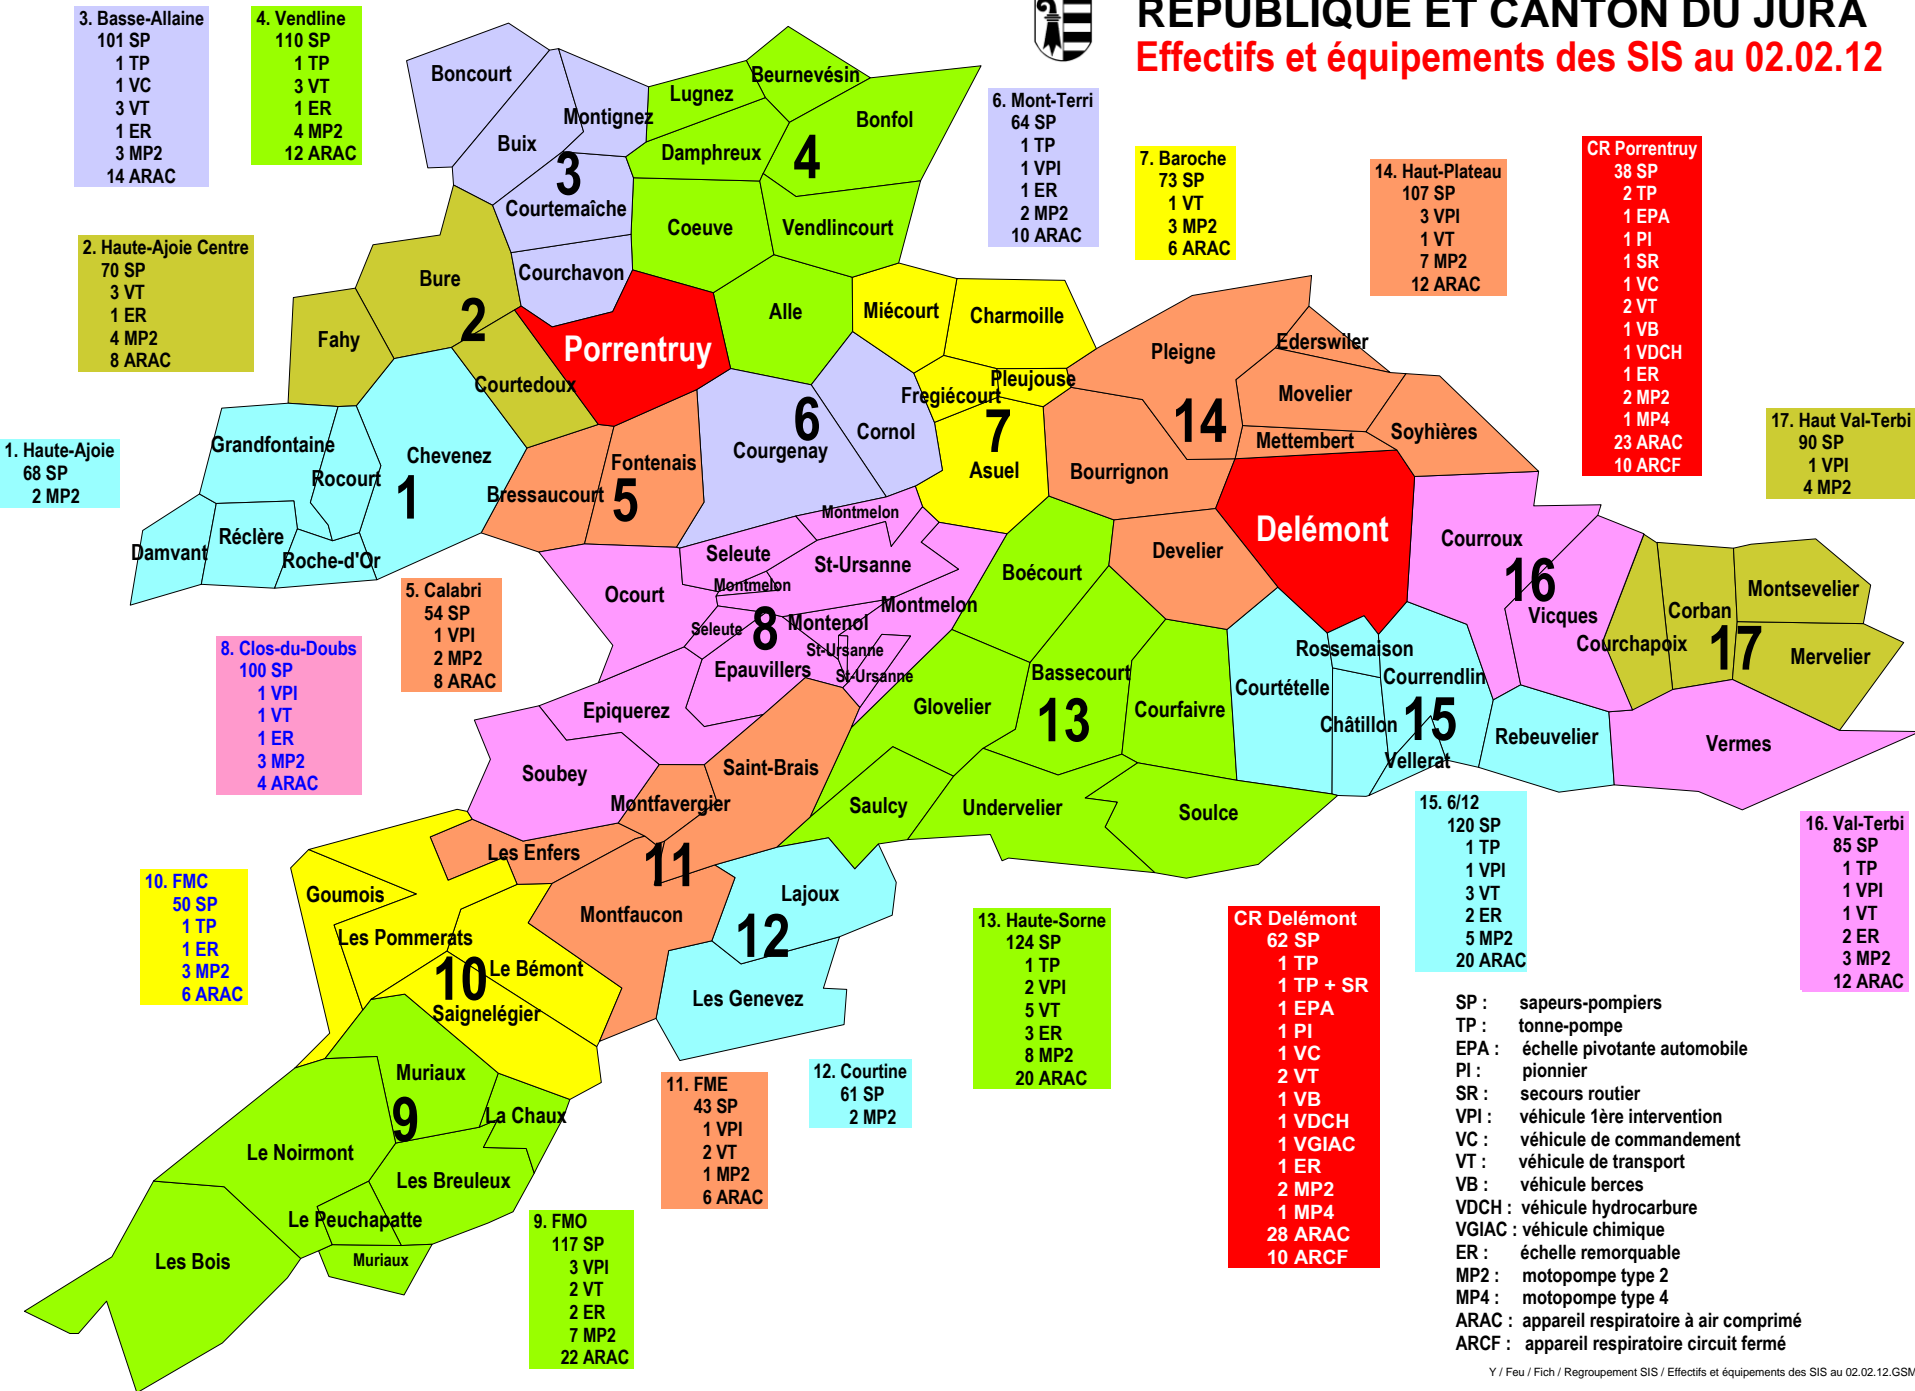 RÉPUBLIQUE ET CANTON DU JURA
Effectifs et équipements des SIS au 02.02.12
3. Basse-Allaine
101 SP
1 TP
1 VC
3 VT
1 ER
3 MP2
14 ARAC
4. Vendline
110 SP
1 TP
3 VT
1 ER
4 MP2
12 ARAC
6. Mont-Terri
64 SP
1 TP
1 VPI
1 ER
2 MP2
10 ARAC
7. Baroche
73 SP
1 VT
3 MP2
6 ARAC
14. Haut-Plateau
107 SP
3 VPI
1 VT
7 MP2
12 ARAC
CR Porrentruy
38 SP
2 TP
1 EPA
1 PI
1 SR
1 VC
2 VT
1 VB
1 VDCH
1 ER
2 MP2
1 MP4
23 ARAC
10 ARCF
2. Haute-Ajoie Centre
70 SP
3 VT
1 ER
4 MP2
8 ARAC
1. Haute-Ajoie
68 SP
2 MP2
17. Haut Val-Terbi
90 SP
1 VPI
4 MP2
5. Calabri
54 SP
1 VPI
2 MP2
8 ARAC
8. Clos-du-Doubs
100 SP
1 VPI
1 VT
1 ER
3 MP2
4 ARAC
10. FMC
50 SP
1 TP
1 ER
3 MP2
6 ARAC
11. FME
43 SP
1 VPI
2 VT
1 MP2
6 ARAC
12. Courtine
61 SP
2 MP2
9. FMO
117 SP
3 VPI
2 VT
2 ER
7 MP2
22 ARAC
13. Haute-Sorne
124 SP
1 TP
2 VPI
5 VT
3 ER
8 MP2
20 ARAC
CR Delémont
62 SP
1 TP
1 TP + SR
1 EPA
1 PI
1 VC
2 VT
1 VB
1 VDCH
1 VGIAC
1 ER
2 MP2
1 MP4
28 ARAC
10 ARCF
15. 6/12
120 SP
1 TP
1 VPI
3 VT
2 ER
5 MP2
20 ARAC
16. Val-Terbi
85 SP
1 TP
1 VPI
1 VT
2 ER
3 MP2
12 ARAC
Boncourt
Buix
Montignez
3
Courtemaîche
Courchavon
Lugnez
Beurnevésin
Bonfol
Damphreux
4
Coeuve
Vendlincourt
Alle
Bure
2
Fahy
Courtedoux
Porrentruy
Miécourt
Charmoille
Fregiécourt
Pleujouse
7
Asuel
Pleigne
Ederswiler
Movelier
14
Mettembert
Soyhières
Bourrignon
Develier
Delémont
Grandfontaine
Rocourt
Chevenez
1
Damvant
Réclère
Roche-d'Or
Bressaucourt
Fontenais
5
6
Courgenay
Cornol
Montmelon
Seleute
St-Ursanne
Montmelon
Ocourt
Montmelon
Seleute
8
Montenol
St-Ursanne
St-Ursanne
Epauvillers
Epiquerez
Soubey
Boécourt
Bassecourt
Glovelier
13
Courfaivre
Saulcy
Undervelier
Soulce
Courroux
16
Vicques
Vermes
Courchapoix
Corban
17
Montsevelier
Mervelier
Rossemaison
Courtételle
Courrendlin
Châtillon
15
Vellerat
Rebeuvelier
Saint-Brais
Montfavergier
Les Enfers
11
Montfaucon
Lajoux
12
Les Genevez
Goumois
Les Pommerats
10
Le Bémont
Saignelégier
Muriaux
9
La Chaux
Le Noirmont
Les Breuleux
Le Peuchapatte
Les Bois
Muriaux
SP : sapeurs-pompiers
TP : tonne-pompe
EPA : échelle pivotante automobile
PI : pionnier
SR : secours routier
VPI : véhicule 1ère intervention
VC : véhicule de commandement
VT : véhicule de transport
VB : véhicule berces
VDCH : véhicule hydrocarbure
VGIAC : véhicule chimique
ER : échelle remorquable
MP2 : motopompe type 2
MP4 : motopompe type 4
ARAC : appareil respiratoire à air comprimé
ARCF : appareil respiratoire circuit fermé
Y / Feu / Fich / Regroupement SIS / Effectifs et équipements des SIS au 02.02.12.GSM